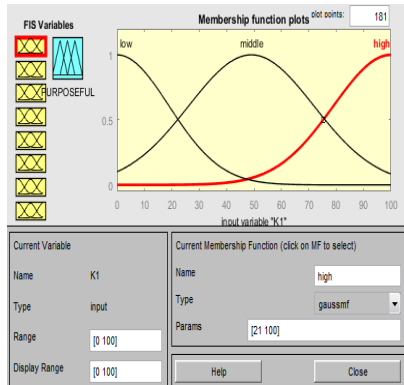 FIS Variables
PURPOSEFUL
Membership function plots
plot points:
181
low
middle
high
1
0.5
0
0 10 20 30 40 50 60 70 80 90 100
input variable "K1"
Current Variable
Name K1
Type input
Range [0 100]
Display Range [0 100]
Current Membership Function (click on MF to select)
Name high
Type gaussmf
Params [21 100]
Help
Close